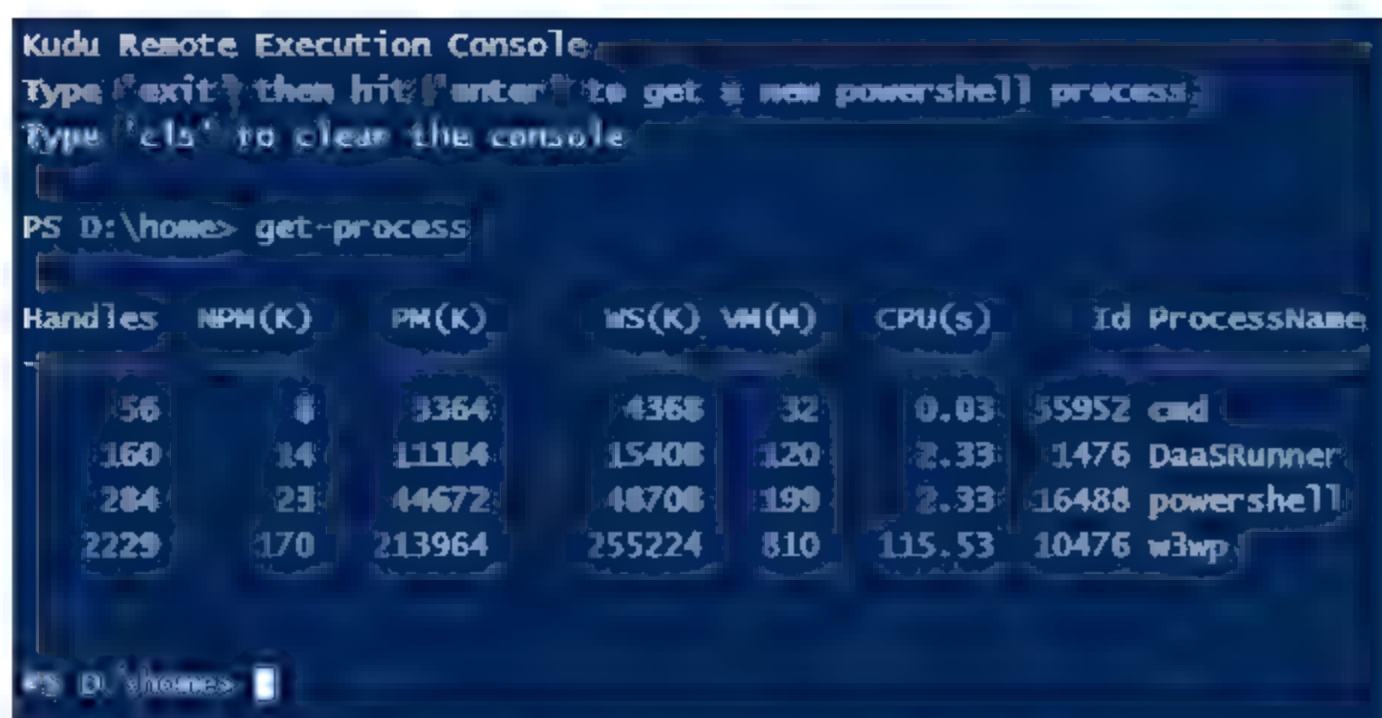 Kudu Remote Execution Console
Type 'exit' then hit 'enter' to get a new powershell process.
Type 'cls' to clear the console
PS D:\home> get-process
Handles NPM(K) PM(K) WS(K) VM(M) CPU(s) Id ProcessName
56 3364 4368 32 0.03 55952 cmd
160 14 11184 15408 120 2.33 1476 DaaSRunner
284 23 44672 48708 199 2.33 16488 powershell
2229 170 213964 255224 810 115.53 10476 w3wp
PS D:\home>